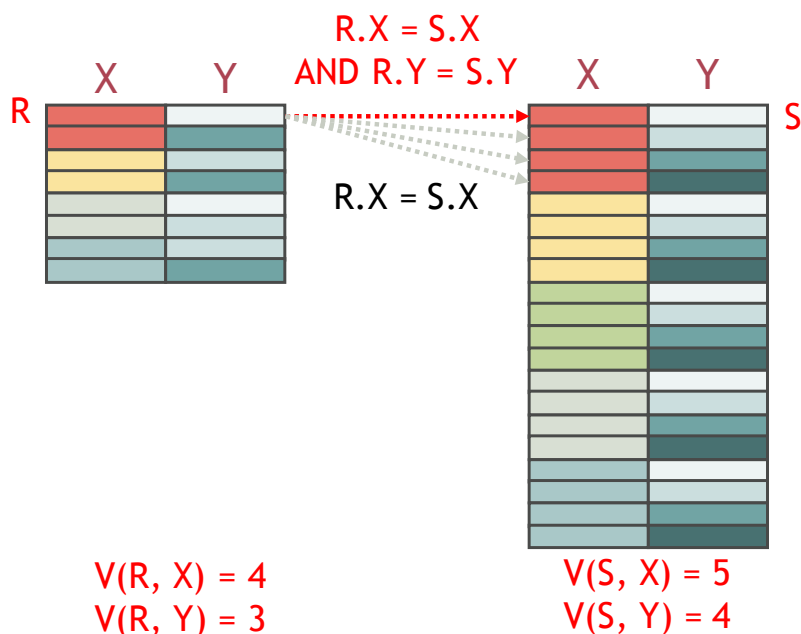 R.X = S.X
AND R.Y = S.Y
X Y
X Y
R
S
R.X = S.X
V(R, X) = 4
V(R, Y) = 3
V(S, X) = 5
V(S, Y) = 4